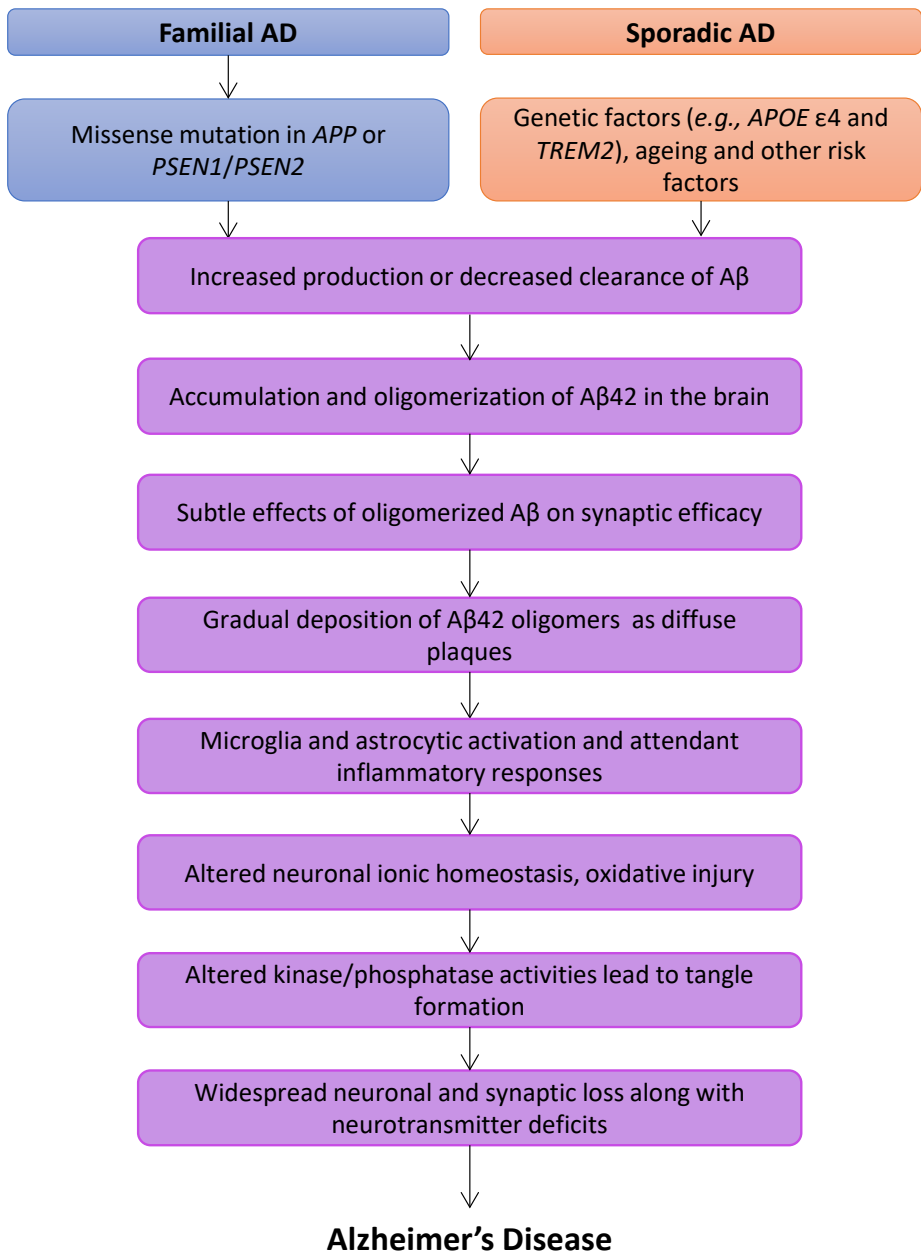 Familial AD
Sporadic AD
Missense mutation in APP or
PSEN1/PSEN2
Genetic factors (e.g., APOE ε4 and
TREM2), ageing and other risk
factors
Increased production or decreased clearance of Aβ
Accumulation and oligomerization of Aβ42 in the brain
Subtle effects of oligomerized Aβ on synaptic efficacy
Gradual deposition of Aβ42 oligomers  as diffuse
plaques
Microglia and astrocytic activation and attendant
inflammatory responses
Altered neuronal ionic homeostasis, oxidative injury
Altered kinase/phosphatase activities lead to tangle
formation
Widespread neuronal and synaptic loss along with
neurotransmitter deficits
Alzheimer’s Disease